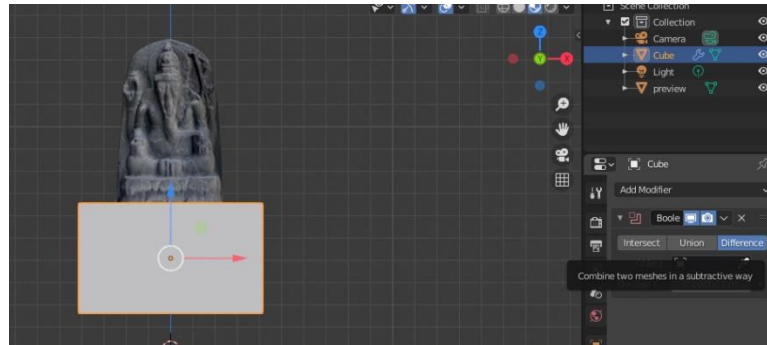 Scene Collection
Collection
Camera
Cube
Light
preview
Z
Y
X
Cube
Add Modifier
Boole
Intersect Union Difference
Combine two meshes in a subtractive way